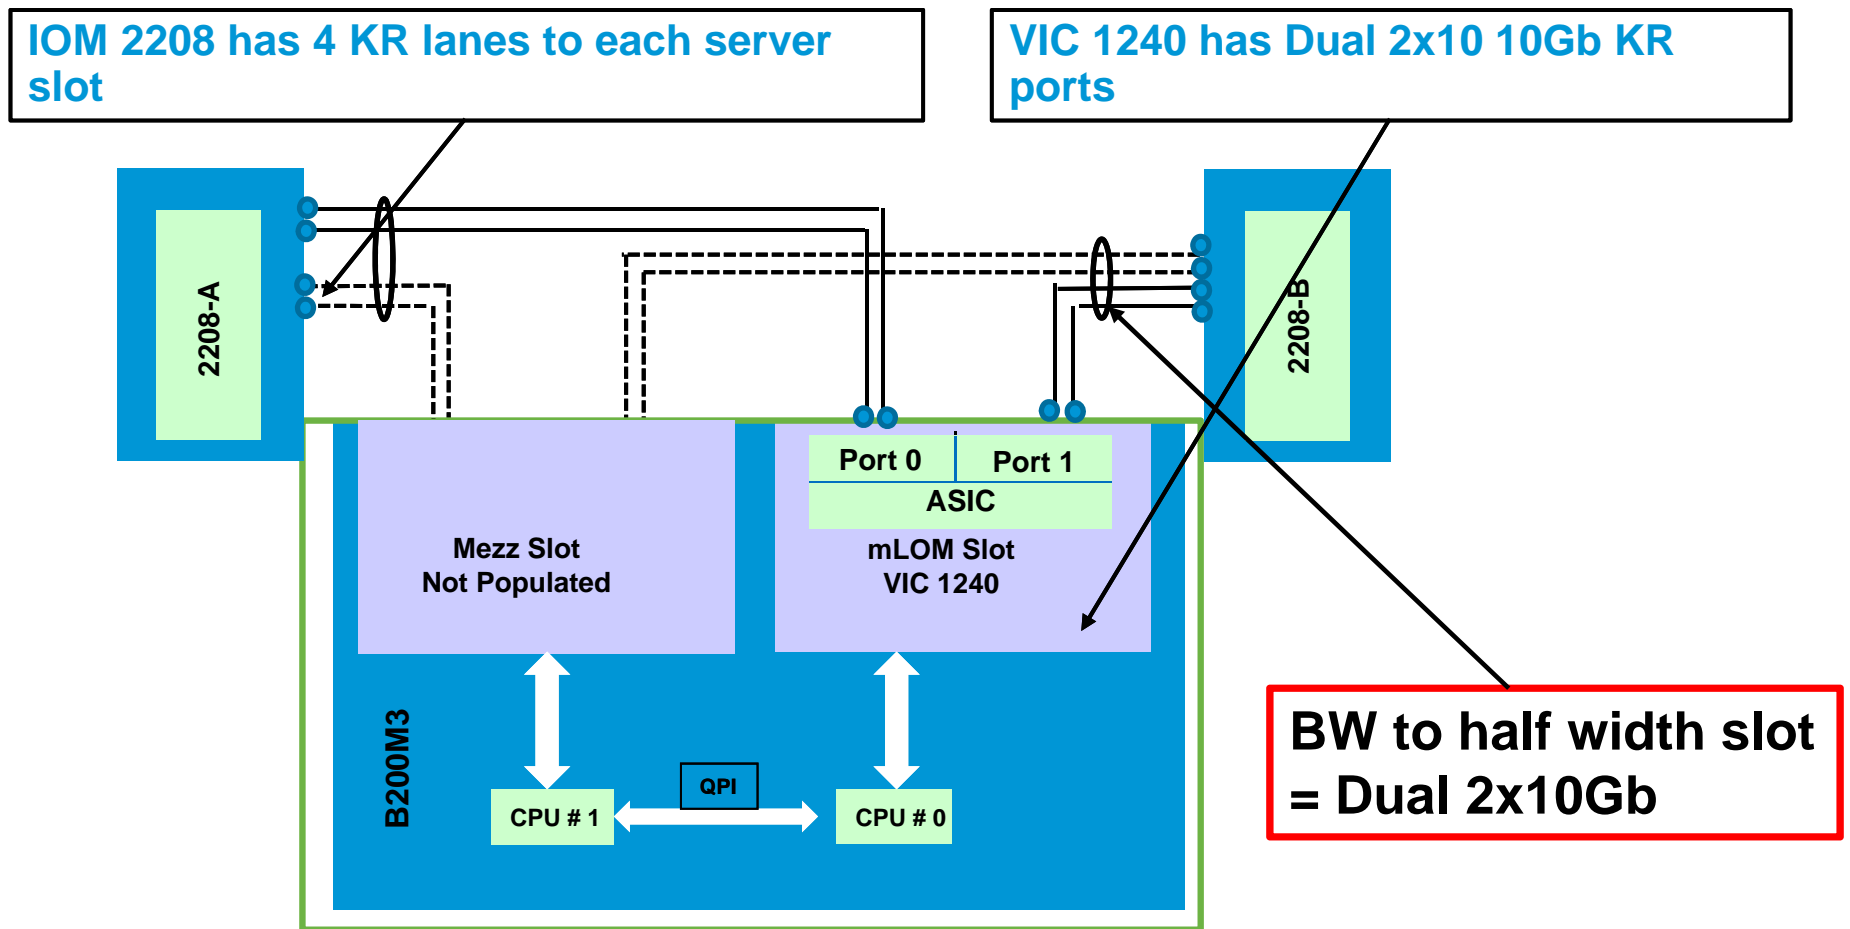 IOM 2208 has 4 KR lanes to each server
slot
VIC 1240 has Dual 2x10 10Gb KR
ports
2208-A
2208-B
Port 0
Port 1
ASIC
Mezz Slot
Not Populated
mLOM Slot
VIC 1240
B200M3
QPI
CPU # 1
CPU # 0
BW to half width slot
= Dual 2x10Gb